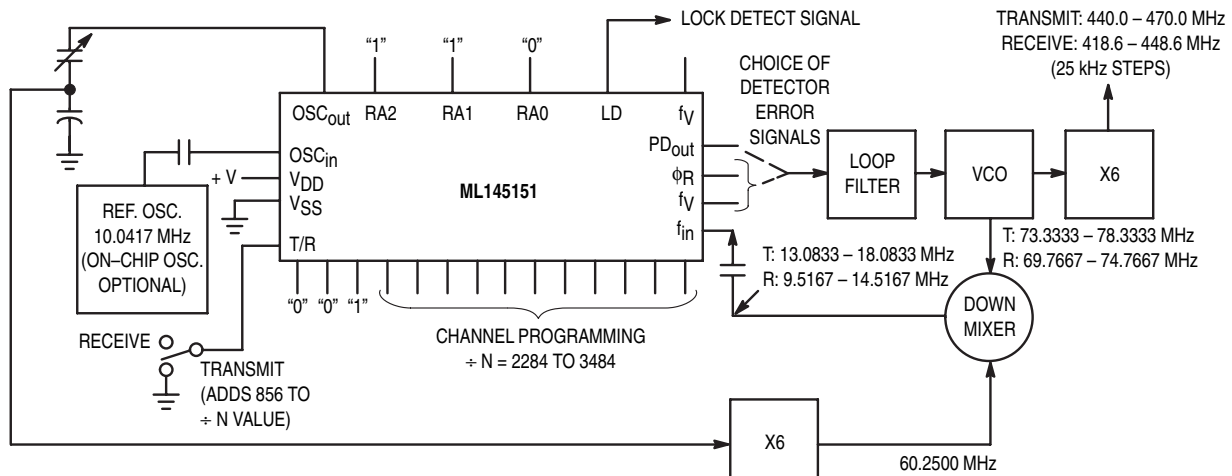 LOCK DETECT SIGNAL
TRANSMIT: 440.0 – 470.0 MHz
RECEIVE: 418.6 – 448.6 MHz
(25 kHz STEPS)
“1”
“1”
“0”
CHOICE OF
DETECTOR
ERROR
SIGNALS
OSCout
RA2
RA1
RA0
LD
fV
OSCin
+ V
VDD
VSS
T/R
ML145151
PDout
ϕR
fV
fin
LOOP
FILTER
VCO
X6
REF. OSC.
10.0417 MHz
(ON–CHIP OSC.
OPTIONAL)
T: 13.0833 – 18.0833 MHz
R: 9.5167 – 14.5167 MHz
T: 73.3333 – 78.3333 MHz
R: 69.7667 – 74.7667 MHz
DOWN
MIXER
“0”
“0”
“1”
CHANNEL PROGRAMMING
÷ N = 2284 TO 3484
RECEIVE
TRANSMIT
(ADDS 856 TO
÷ N VALUE)
X6
60.2500 MHz